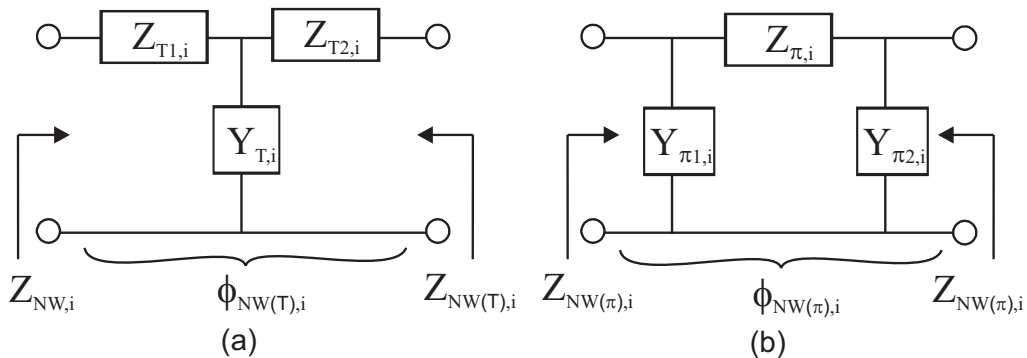 Z_{T1,i} Z_{T2,i}
Y_{T,i}
Z_{NW,i} ϕ_{NW(T),i} Z_{NW(T),i}
(a)
Z_{π,i}
Y_{π1,i} Y_{π2,i}
Z_{NW(π),i} ϕ_{NW(π),i} Z_{NW(π),i}
(b)